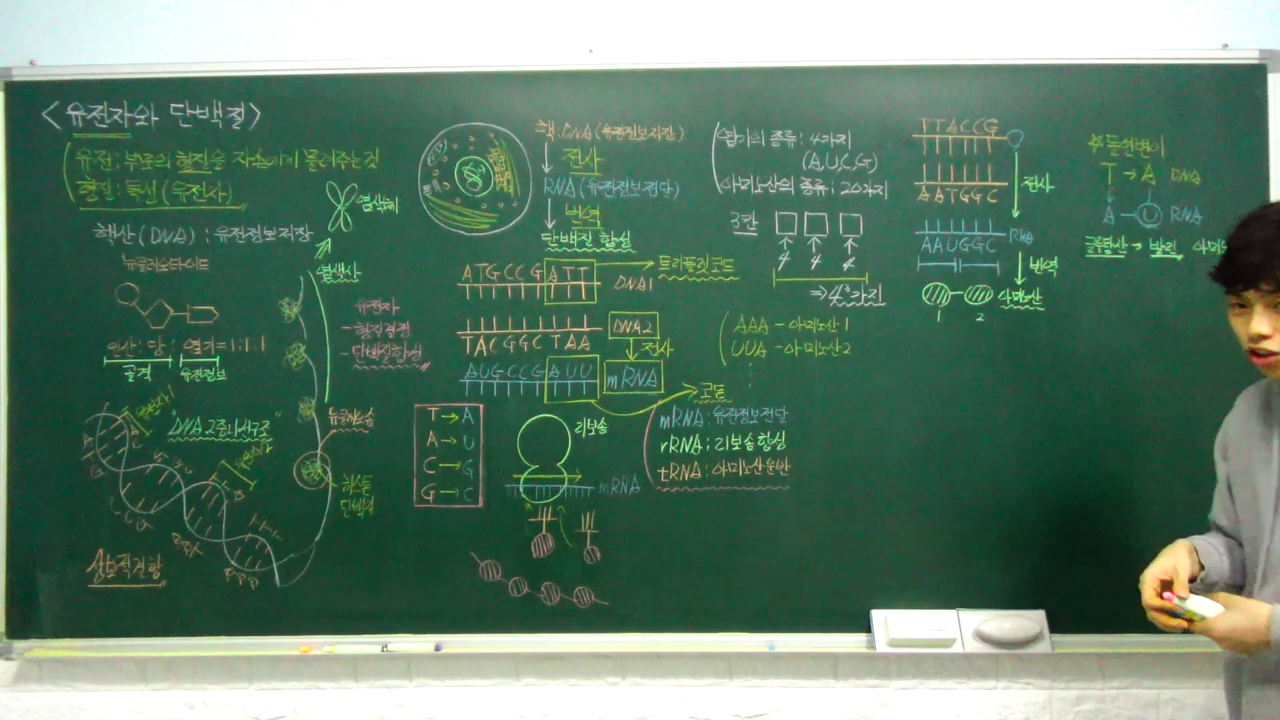 <유전자와 단백질>
유전: 부모의 형질을 자손에게 물려주는 것
형질: 특성 (유전자)
핵산(DNA) : 유전정보저장
뉴클레오타이드
인산 : 당 : 염기 = 1:1:1
골격
유전정보
"DNA 2중나선구조"
상보적결합
염색체
염색사
뉴클레오솜
히스톤
단백질
유전자
- 형질결정
- 단백질합성
핵:DNA(유전정보저장)
전사
RNA(유전정보전달)
번역
단백질 합성
ATGCCGATT
트리플렛코드
DNA1
TACGGCTAA
DNA2
전사
AUGCCGAUU
mRNA
코돈
T → A
A → U
C → G
G → C
리보솜
mRNA
mRNA: 유전정보전달
rRNA: 리보솜합성
tRNA: 아미노산운반
염기의 종류: 4가지
(A,U,C,G)
아미노산의 종류: 20가지
3칸
4 4 4
⇒ 4³가지
AAA - 아미노산1
UUA - 아미노산2
TTACCG
AATGGC
전사
AAUGGC
RNA
번역
아미노산
1 2
돌연변이
T → A DNA
A - U RNA
글루탐산 → 발린